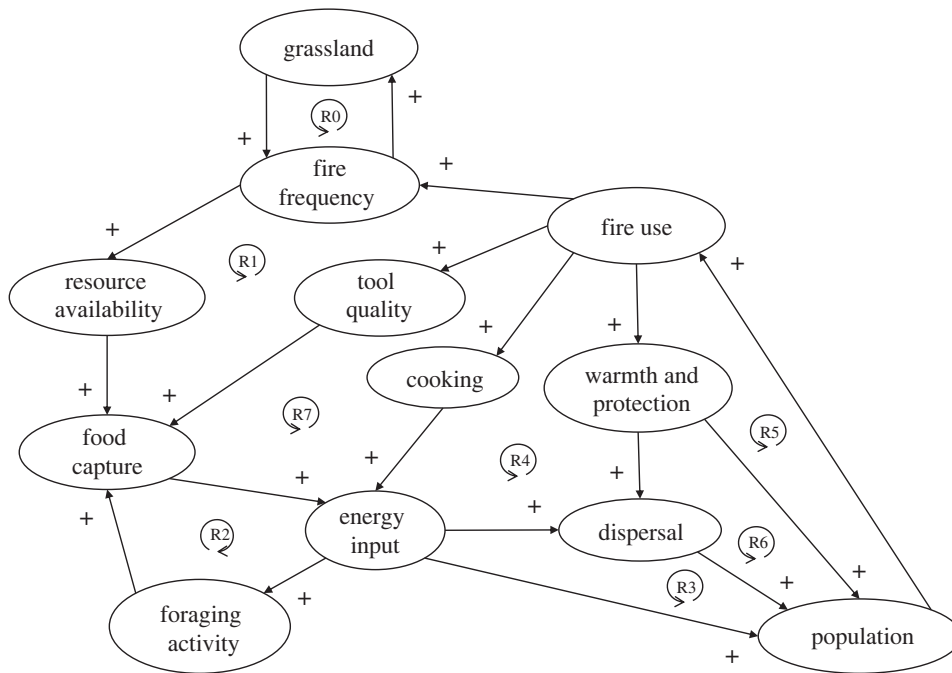 grassland
+
R0
+
fire
frequency
+
fire use
+
R1
+
+
resource
availability
tool
quality
+
+
cooking
warmth and
protection
+
+
R7
R5
food
capture
+
R4
+
+
+
energy
input
dispersal
+
R2
R6
+
R3
+
+
foraging
activity
population
+